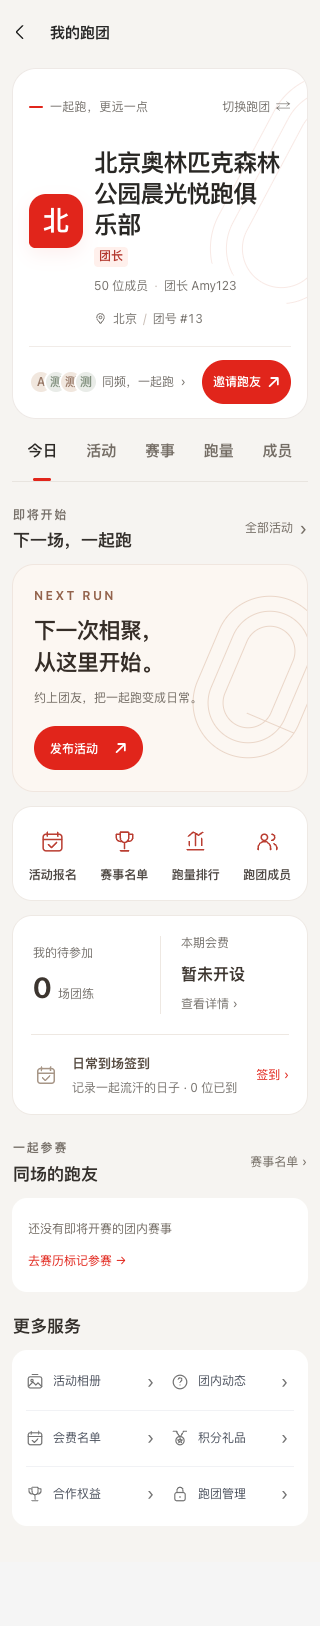 我的跑团
一起跑，更远一点
切换跑团
北
北京奥林匹克森林
公园晨光悦跑俱
乐部
团长
50 位成员 · 团长 Amy123
北京 / 团号 #13
A 测 测 测 同频，一起跑 ›
邀请跑友
今日 活动 赛事 跑量 成员
即将开始
下一场，一起跑
全部活动 ›
NEXT RUN
下一次相聚，
从这里开始。
约上团友，把一起跑变成日常。
发布活动
活动报名 赛事名单 跑量排行 跑团成员
我的待参加
0 场团练
本期会费
暂未开设
查看详情 ›
日常到场签到
记录一起流汗的日子 · 0 位已到
签到 ›
一起参赛
同场的跑友
赛事名单 ›
还没有即将开赛的团内赛事
去赛历标记参赛 →
更多服务
活动相册 › 团内动态 ›
会费名单 › 积分礼品 ›
合作权益 › 跑团管理 ›